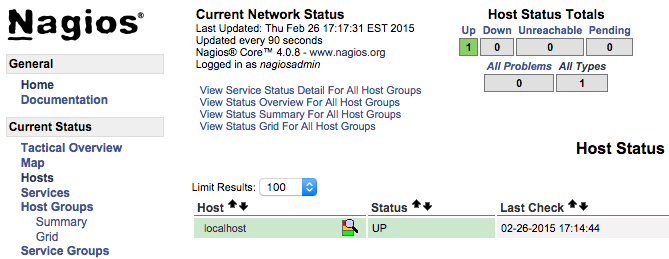 Nagios®
General
Home
Documentation
Current Status
Tactical Overview
Map
Hosts
Services
Host Groups
Summary
Grid
Service Groups
Current Network Status
Last Updated: Thu Feb 26 17:17:31 EST 2015
Updated every 90 seconds
Nagios® Core™ 4.0.8 - www.nagios.org
Logged in as nagiosadmin
View Service Status Detail For All Host Groups
View Status Overview For All Host Groups
View Status Summary For All Host Groups
View Status Grid For All Host Groups
Host Status Totals
Up Down Unreachable Pending
1 0 0 0
All Problems All Types
0 1
Host Status
Limit Results: 100
Host Status Last Check
localhost UP 02-26-2015 17:14:44